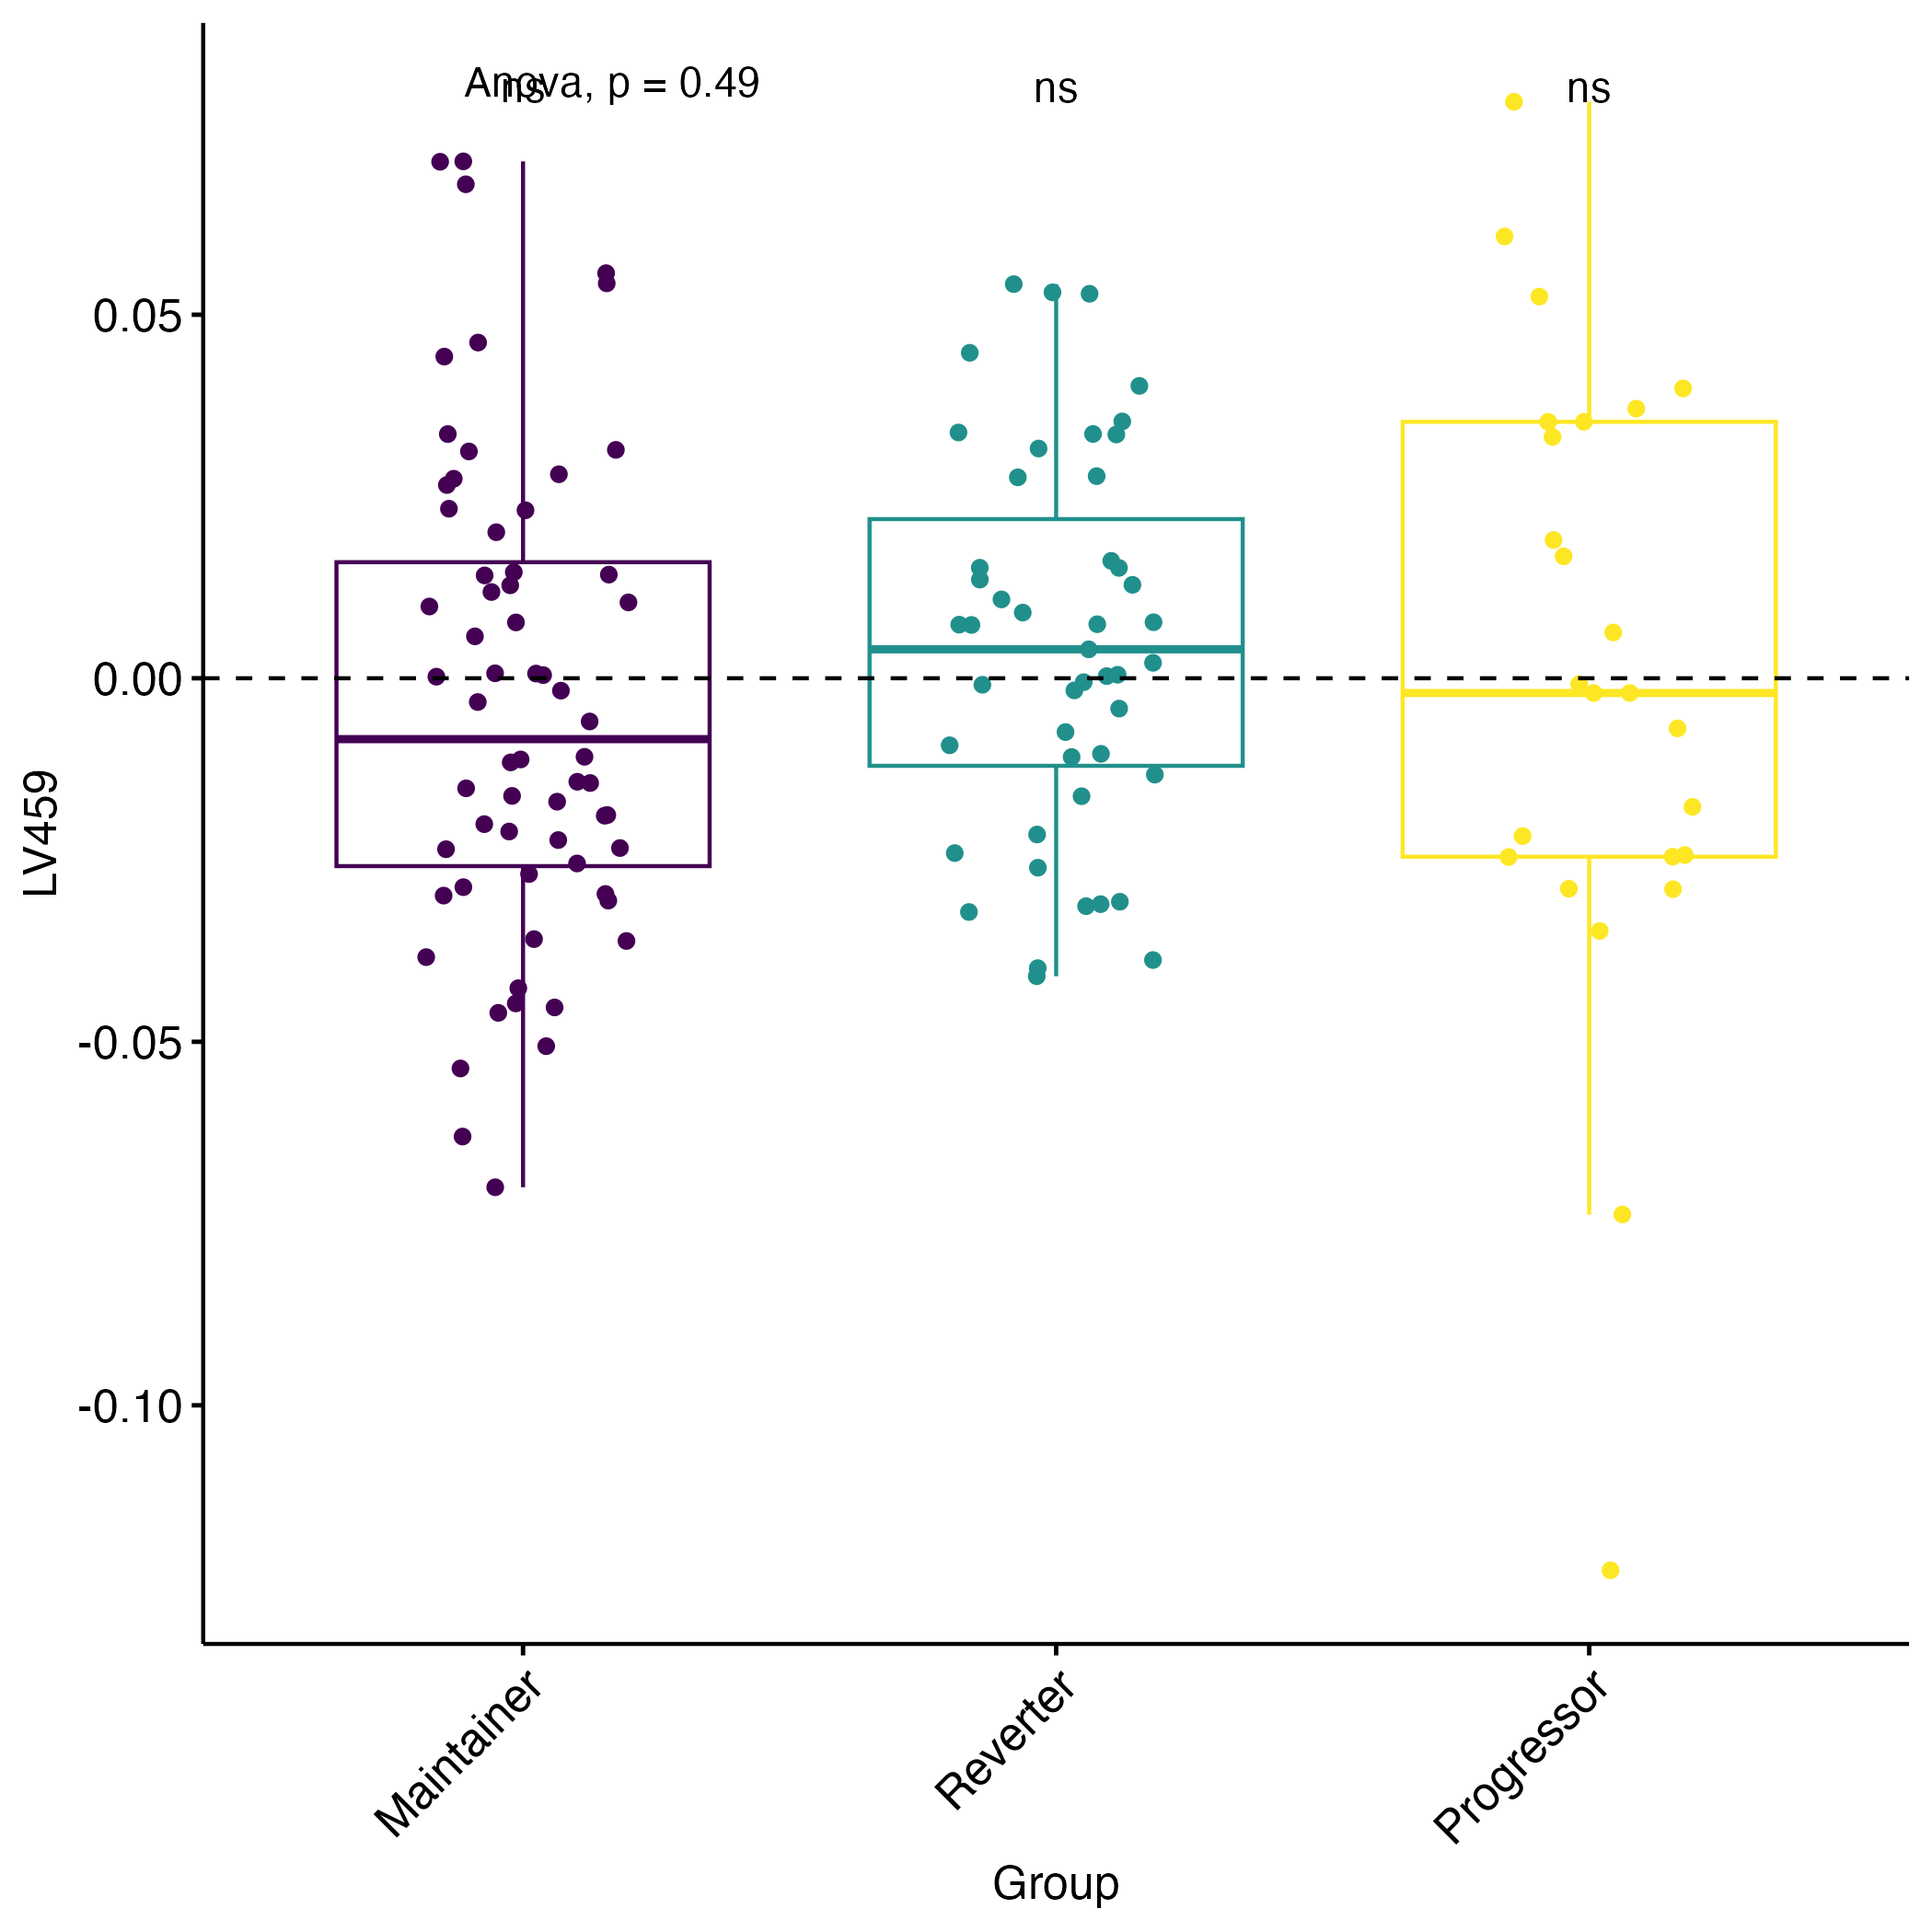 Anova, p = 0.49
ns
ns
ns
0.05
0.00
-0.05
-0.10
LV459
Maintainer
Reverter
Progressor
Group